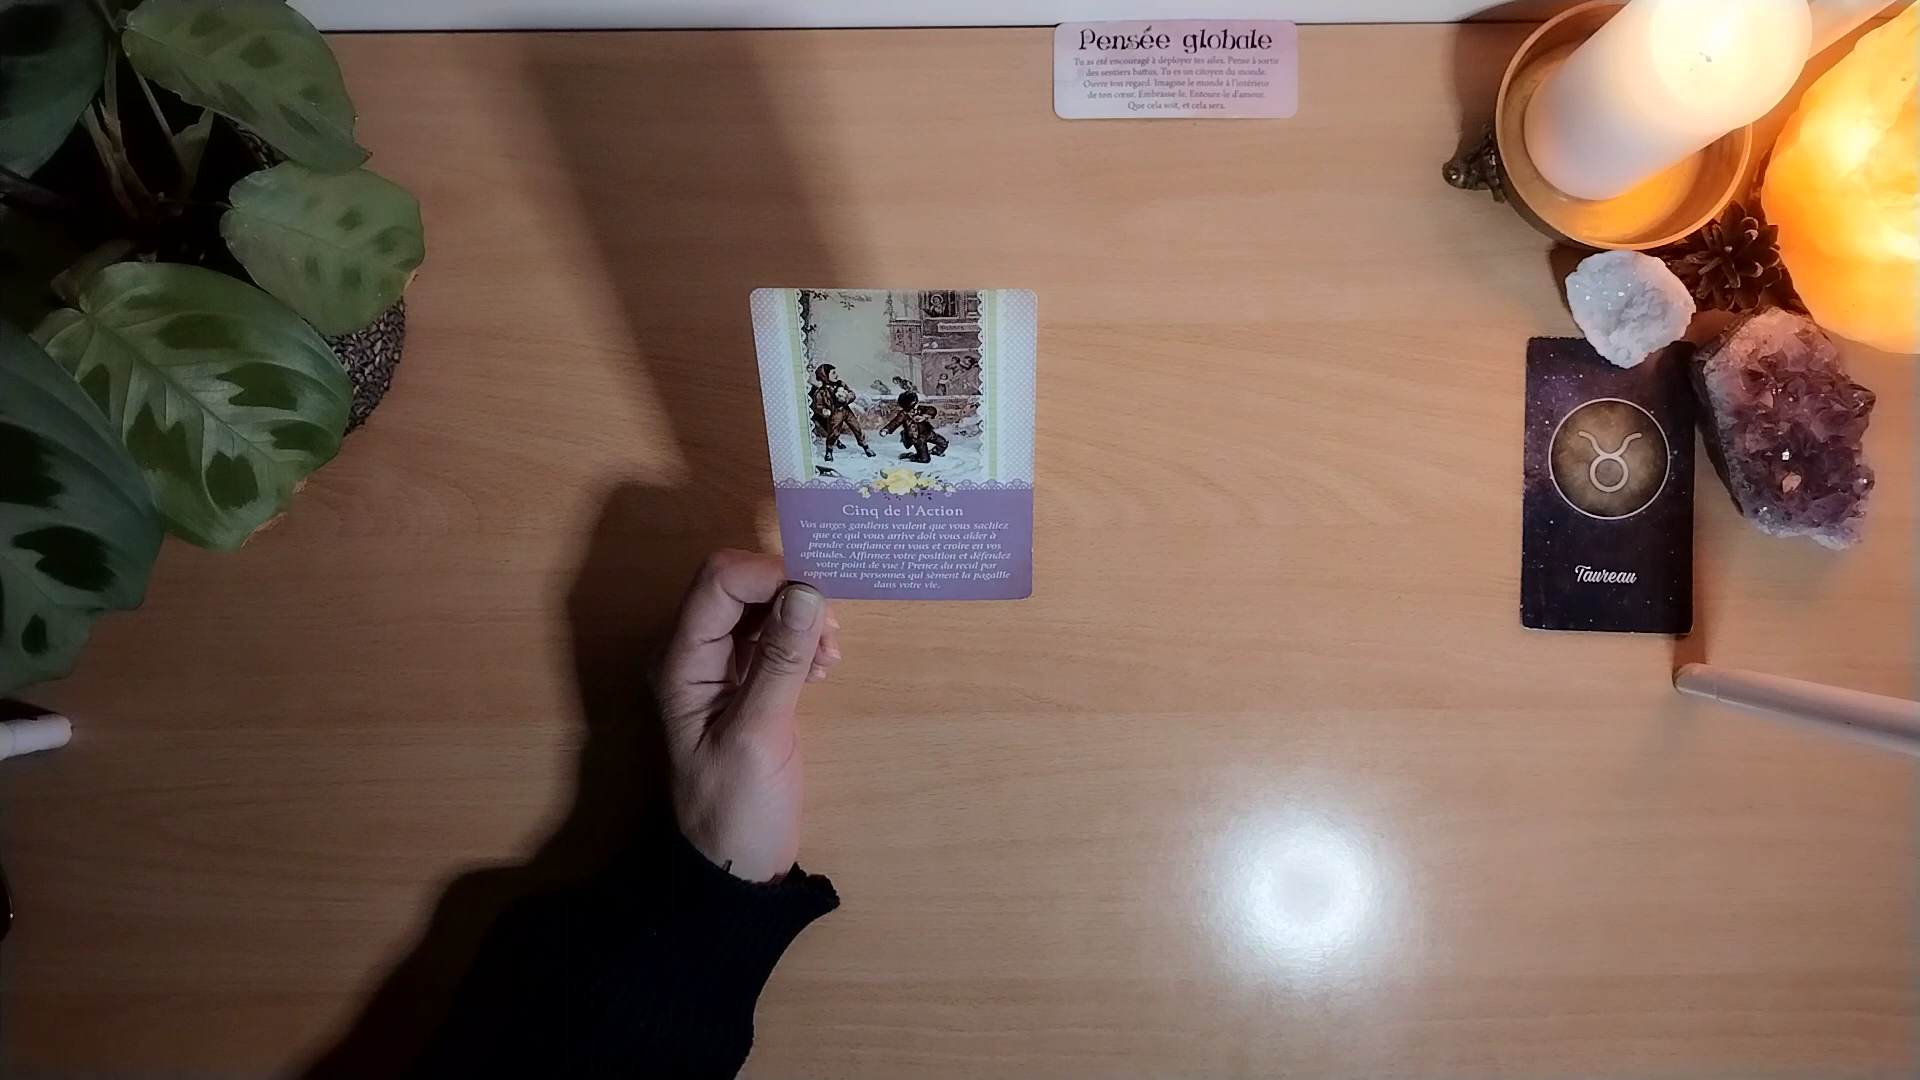 Pensée globale
Tu as été encouragé à déployer tes ailes. Pense à sortir
des sentiers battus. Tu es un citoyen du monde.
Ouvre ton regard. Imagine le monde à l'intérieur
de ton cœur. Embrasse-le. Entoure-le d'amour.
Que cela soit, et cela sera.
Cinq de l'Action
Vos anges gardiens veulent que vous sachiez
que ce qui vous arrive doit vous aider à
prendre confiance en vous et croire en vos
aptitudes. Affirmez votre position et défendez
votre point de vue ! Prenez du recul par
rapport aux personnes qui sèment la pagaille
dans votre vie.
Taureau